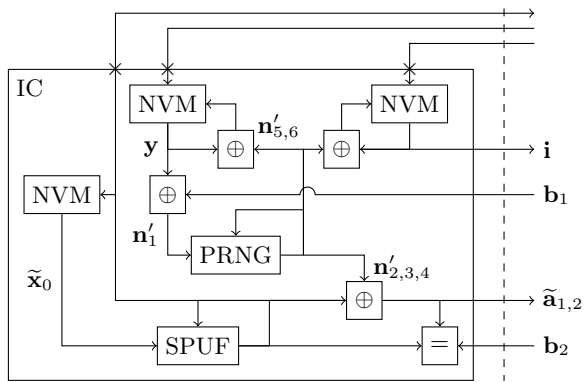 IC
NVM
NVM
n′5,6
y
⊕
⊕
i
NVM
⊕
b1
n′1
PRNG
n′2,3,4
x̃0
⊕
ã1,2
SPUF
=
b2